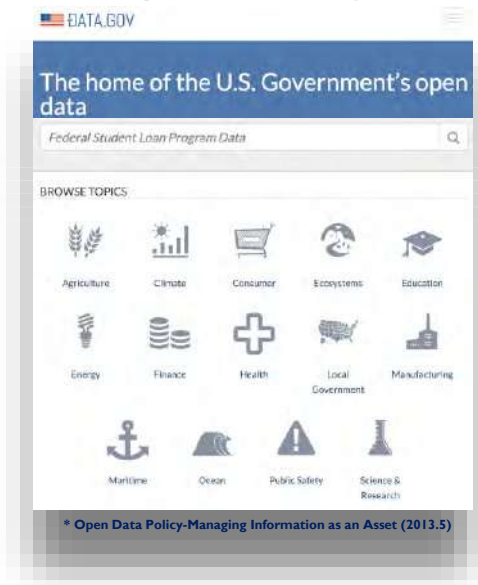 DATA.GOV
The home of the U.S. Government's open
data
Federal Student Loan Program Data
BROWSE TOPICS
Agriculture Climate Consumer Ecosystems Education
Energy Finance Health Local Manufacturing
Government
Maritime Ocean Public Safety Science &
Research
* Open Data Policy-Managing Information as an Asset (2013.5)